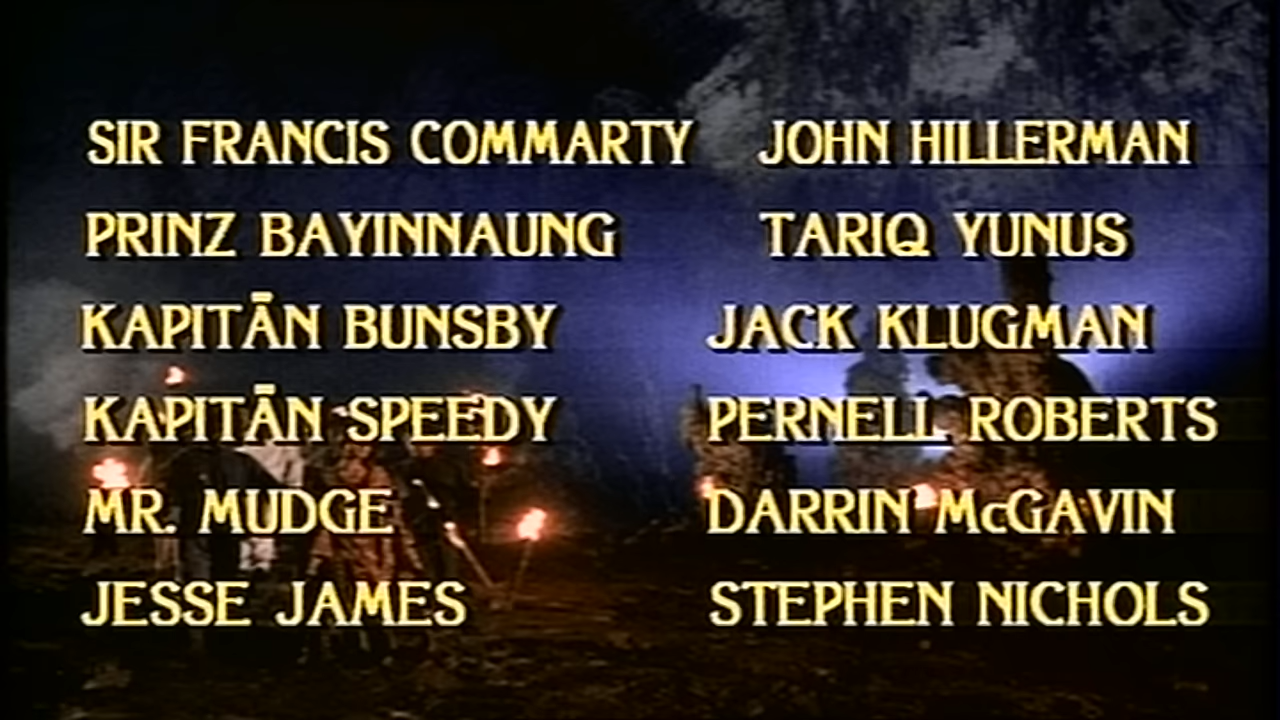 SIR FRANCIS COMMARTY JOHN HILLERMAN
PRINZ BAYINNAUNG TARIQ YUNUS
KAPITĀN BUNSBY JACK KLUGMAN
KAPITĀN SPEEDY PERNELL ROBERTS
MR. MUDGE DARRIN McGAVIN
JESSE JAMES STEPHEN NICHOLS